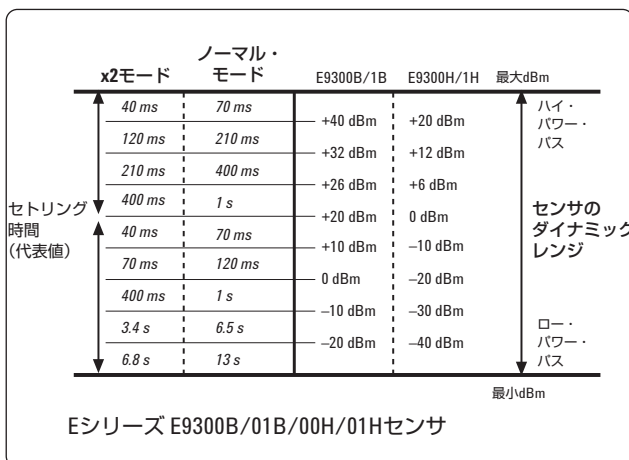 ノーマル・
x2モード モード E9300B/1B E9300H/1H 最大dBm
40 ms 70 ms ハイ・
パワー・
パス
+40 dBm +20 dBm
120 ms 210 ms
+32 dBm +12 dBm
210 ms 400 ms
+26 dBm +6 dBm
400 ms 1 s
セトリング
時間
(代表値)
+20 dBm 0 dBm
センサの
ダイナミック
レンジ
40 ms 70 ms
+10 dBm –10 dBm
70 ms 120 ms
0 dBm –20 dBm
400 ms 1 s
–10 dBm –30 dBm
3.4 s 6.5 s
–20 dBm –40 dBm
ロー・
パワー・
パス
6.8 s 13 s
最小dBm
Eシリーズ E9300B/01B/00H/01Hセンサ